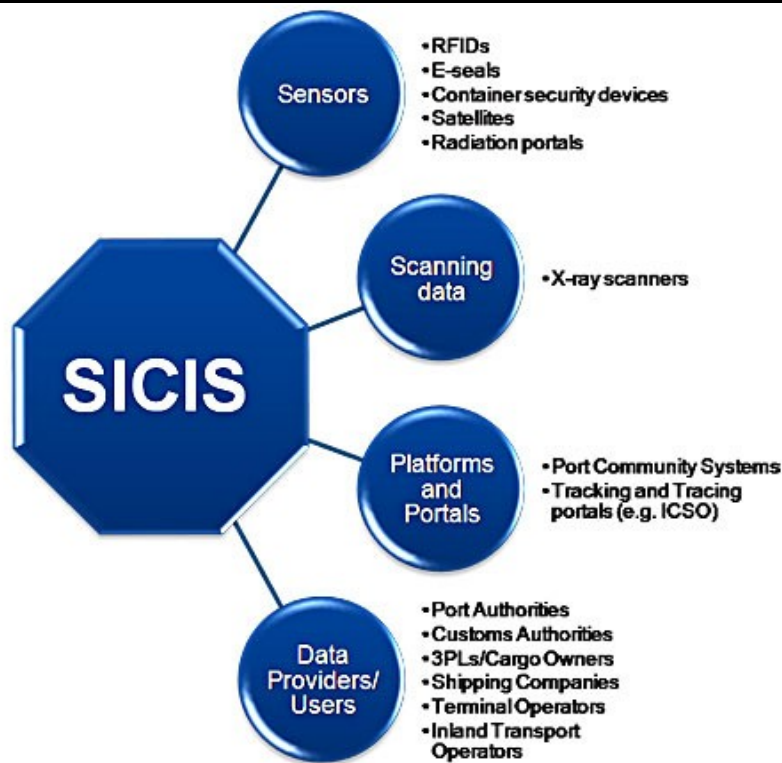 Sensors
•RFIDs
•E-seals
•Container security devices
•Satellites
•Radiation portals
Scanning
data
•X-ray scanners
SICIS
Platforms
and
Portals
•Port Community Systems
•Tracking and Tracing
portals (e.g. ICSO)
Data
Providers/
Users
•Port Authorities
•Customs Authorities
•3PLs/Cargo Owners
•Shipping Companies
•Terminal Operators
•Inland Transport
Operators